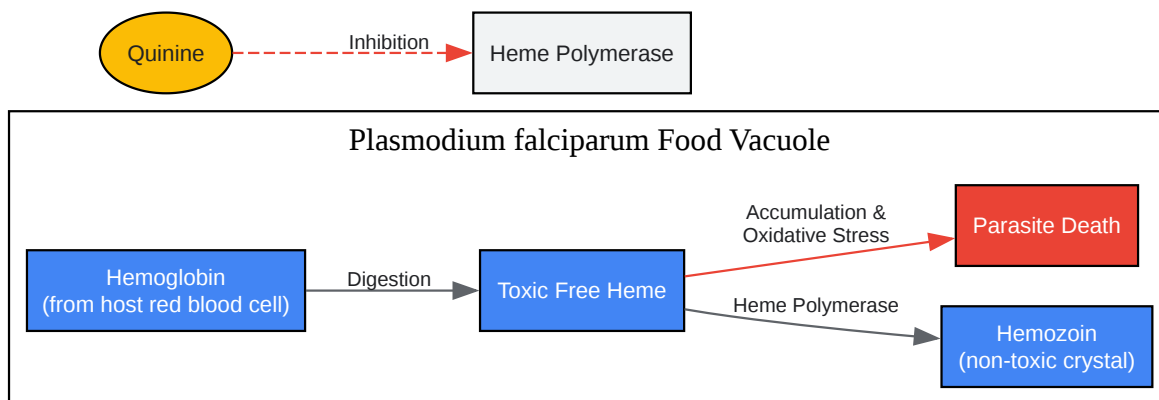 Quinine
Inhibition
Heme Polymerase
Plasmodium falciparum Food Vacuole
Hemoglobin
(from host red blood cell)
Digestion
Toxic Free Heme
Accumulation &
Oxidative Stress
Parasite Death
Heme Polymerase
Hemozoin
(non-toxic crystal)